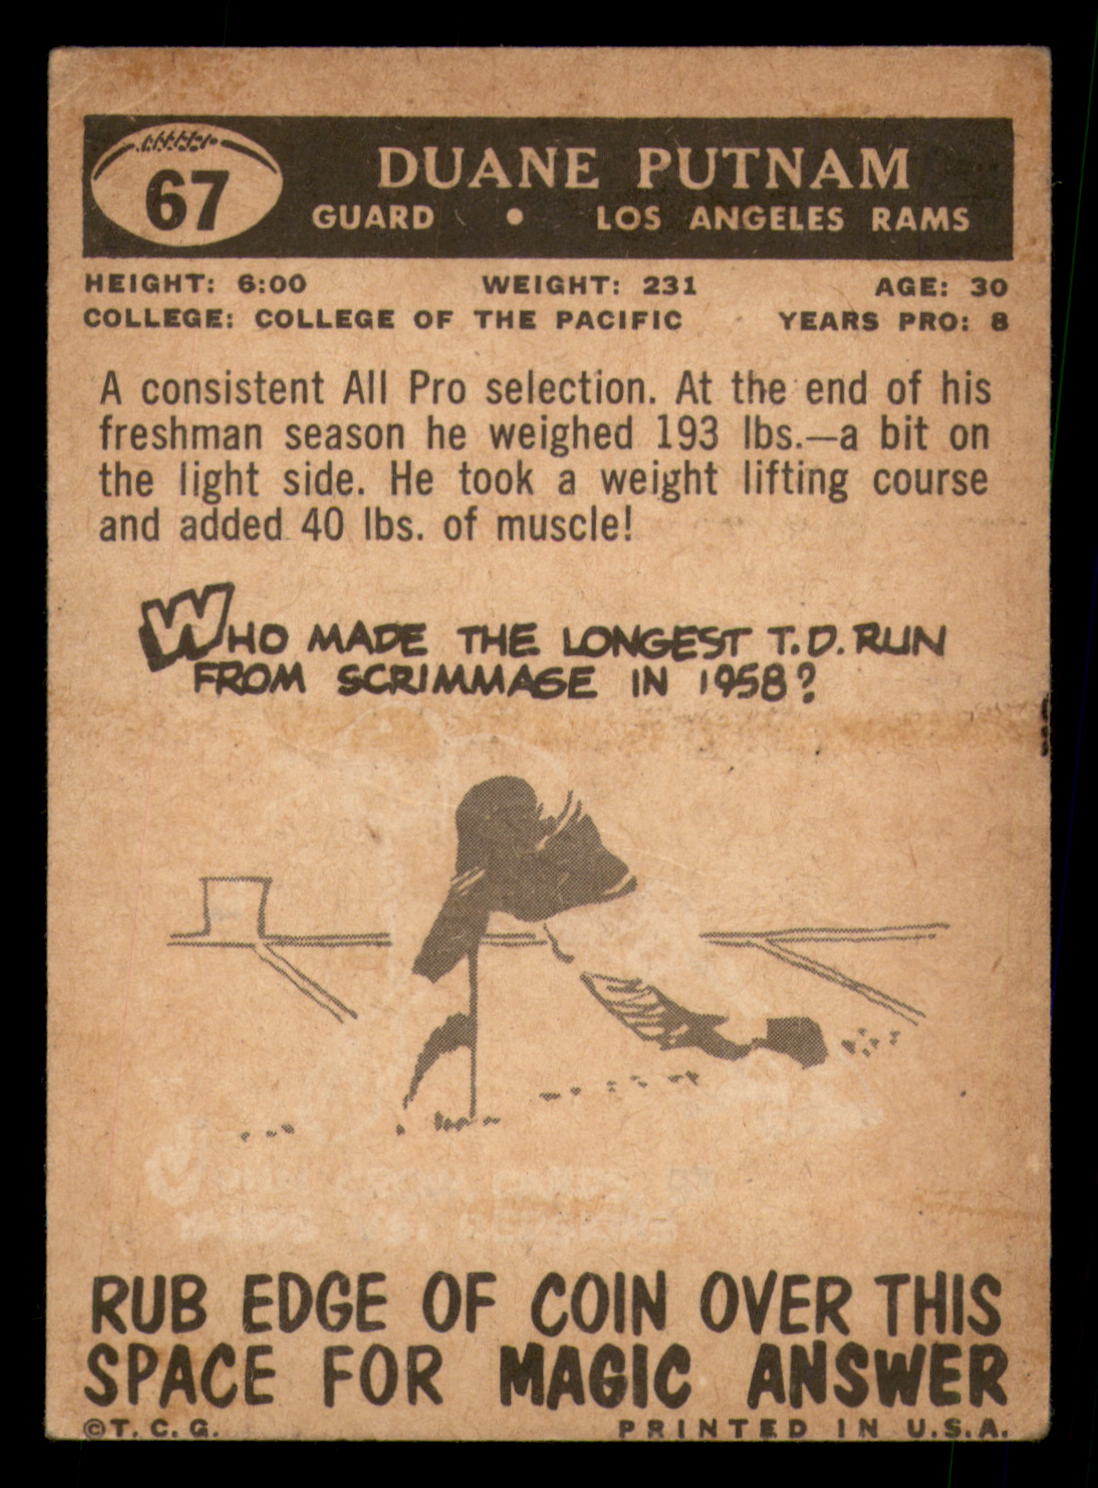 67
DUANE PUTNAM
GUARD • LOS ANGELES RAMS
HEIGHT: 6:00 WEIGHT: 231 AGE: 30
COLLEGE: COLLEGE OF THE PACIFIC YEARS PRO: 8
A consistent All Pro selection. At the end of his
freshman season he weighed 193 lbs.—a bit on
the light side. He took a weight lifting course
and added 40 lbs. of muscle!
WHO MADE THE LONGEST T.D. RUN
FROM SCRIMMAGE IN 1958?
RUB EDGE OF COIN OVER THIS
SPACE FOR MAGIC ANSWER
©T. C. G. PRINTED IN U.S.A.